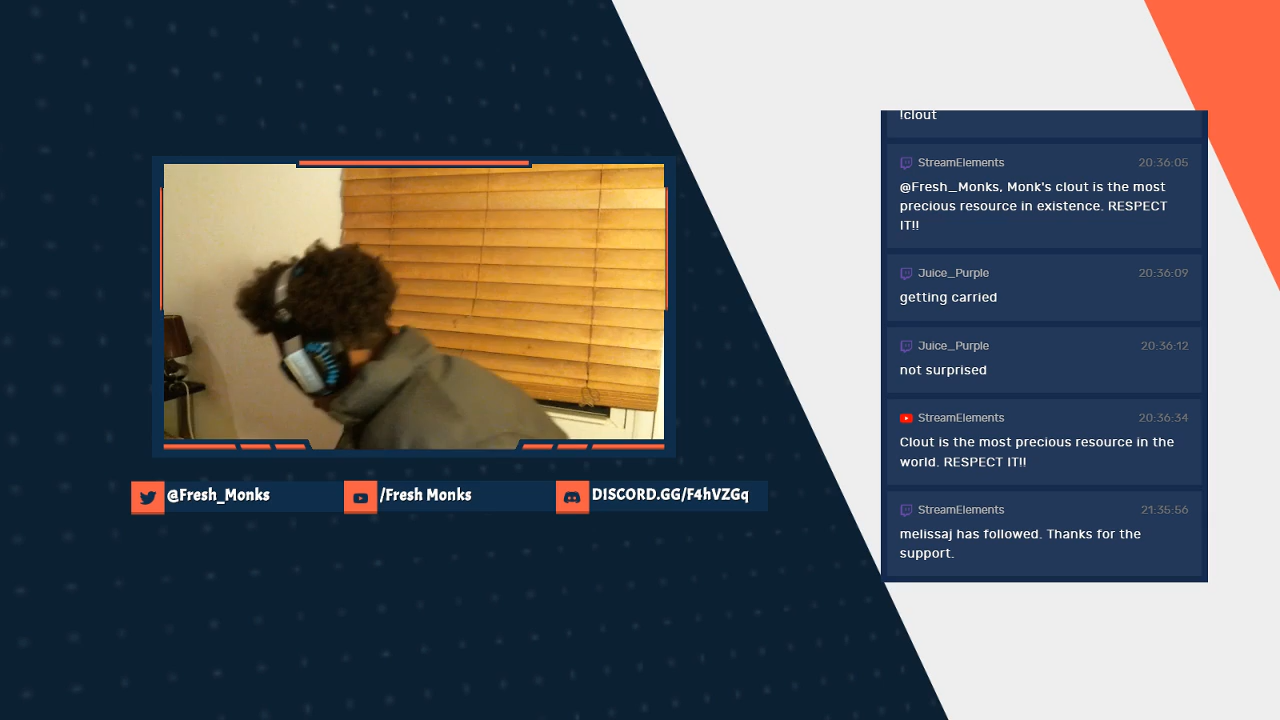 !clout
StreamElements 20:36:05
@Fresh_Monks, Monk's clout is the most
precious resource in existence. RESPECT
IT!!
Juice_Purple 20:36:09
getting carried
Juice_Purple 20:36:12
not surprised
StreamElements 20:36:34
Clout is the most precious resource in the
world. RESPECT IT!!
StreamElements 21:35:56
melissaj has followed. Thanks for the
support.
@Fresh_Monks
/Fresh Monks
DISCORD.GG/F4hVZGq